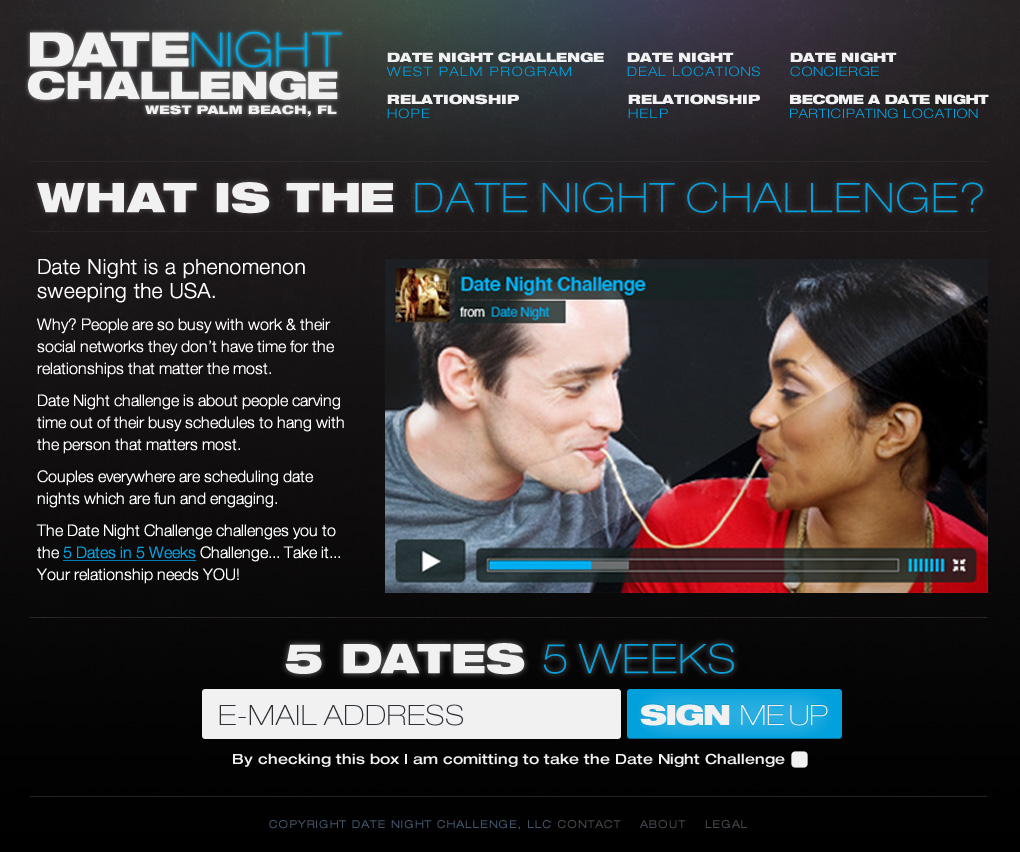 DATENIGHT
CHALLENGE
WEST PALM BEACH, FL
DATE NIGHT CHALLENGE
WEST PALM PROGRAM
DATE NIGHT
DEAL LOCATIONS
DATE NIGHT
CONCIERGE
RELATIONSHIP
HOPE
RELATIONSHIP
HELP
BECOME A DATE NIGHT
PARTICIPATING LOCATION
WHAT IS THE DATE NIGHT CHALLENGE?
Date Night is a phenomenon
sweeping the USA.
Why? People are so busy with work & their
social networks they don't have time for the
relationships that matter the most.
Date Night challenge is about people carving
time out of their busy schedules to hang with
the person that matters most.
Couples everywhere are scheduling date
nights which are fun and engaging.
The Date Night Challenge challenges you to
the 5 Dates in 5 Weeks Challenge... Take it...
Your relationship needs YOU!
Date Night Challenge
from Date Night
5 DATES 5 WEEKS
E-MAIL ADDRESS
SIGN ME UP
By checking this box I am comitting to take the Date Night Challenge
COPYRIGHT DATE NIGHT CHALLENGE, LLC CONTACT ABOUT LEGAL